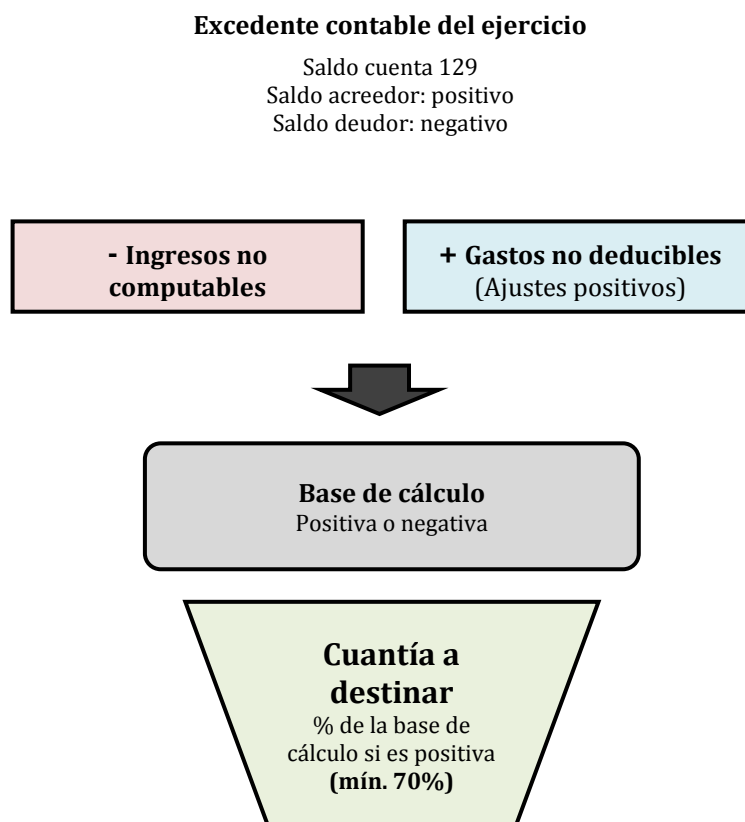 Excedente contable del ejercicio
Saldo cuenta 129
Saldo acreedor: positivo
Saldo deudor: negativo
- Ingresos no
computables
+ Gastos no deducibles
(Ajustes positivos)
Base de cálculo
Positiva o negativa
Cuantía a
destinar
% de la base de
cálculo si es positiva
(mín. 70%)